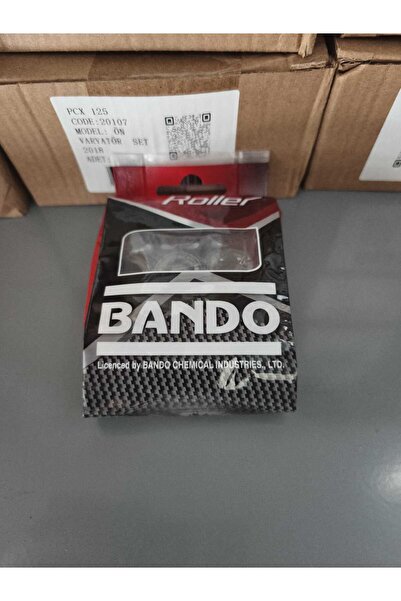 PCX 125
CODE:20107
MODEL: ÖN
VARYATÖR SET
2018
ADET:
Roller
BANDO
Licenced by BANDO CHEMICAL INDUSTRIES., LTD.